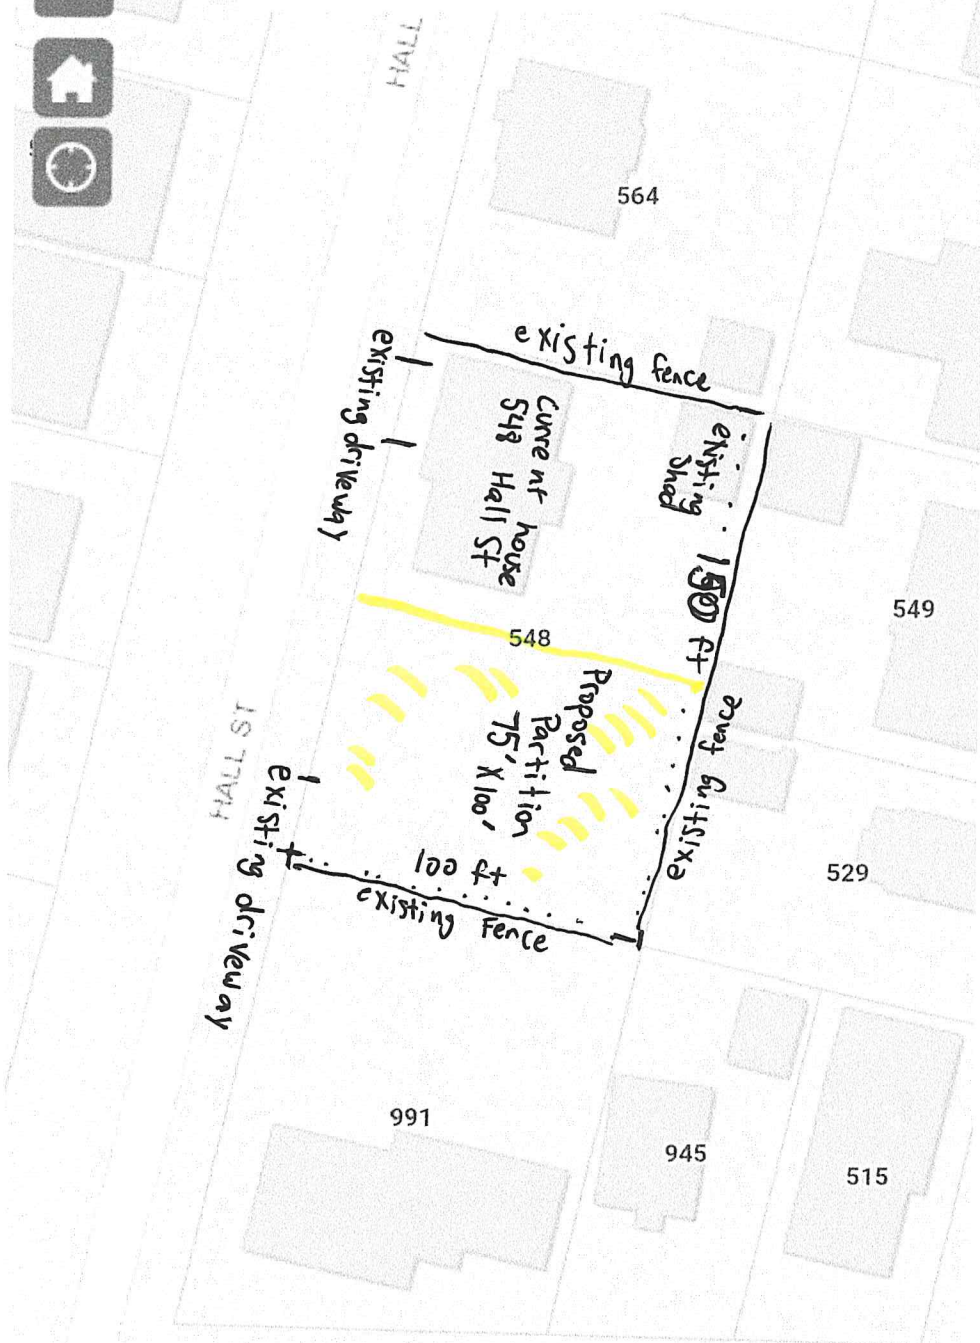 HALL
564
existing fence
existing driveway
Current house
548 Hall St
existing
shed
150 ft
549
548
existing fence
Proposed
Partition
75' X 100'
HALL ST
existing driveway
100 ft
existing Fence
529
991
945
515